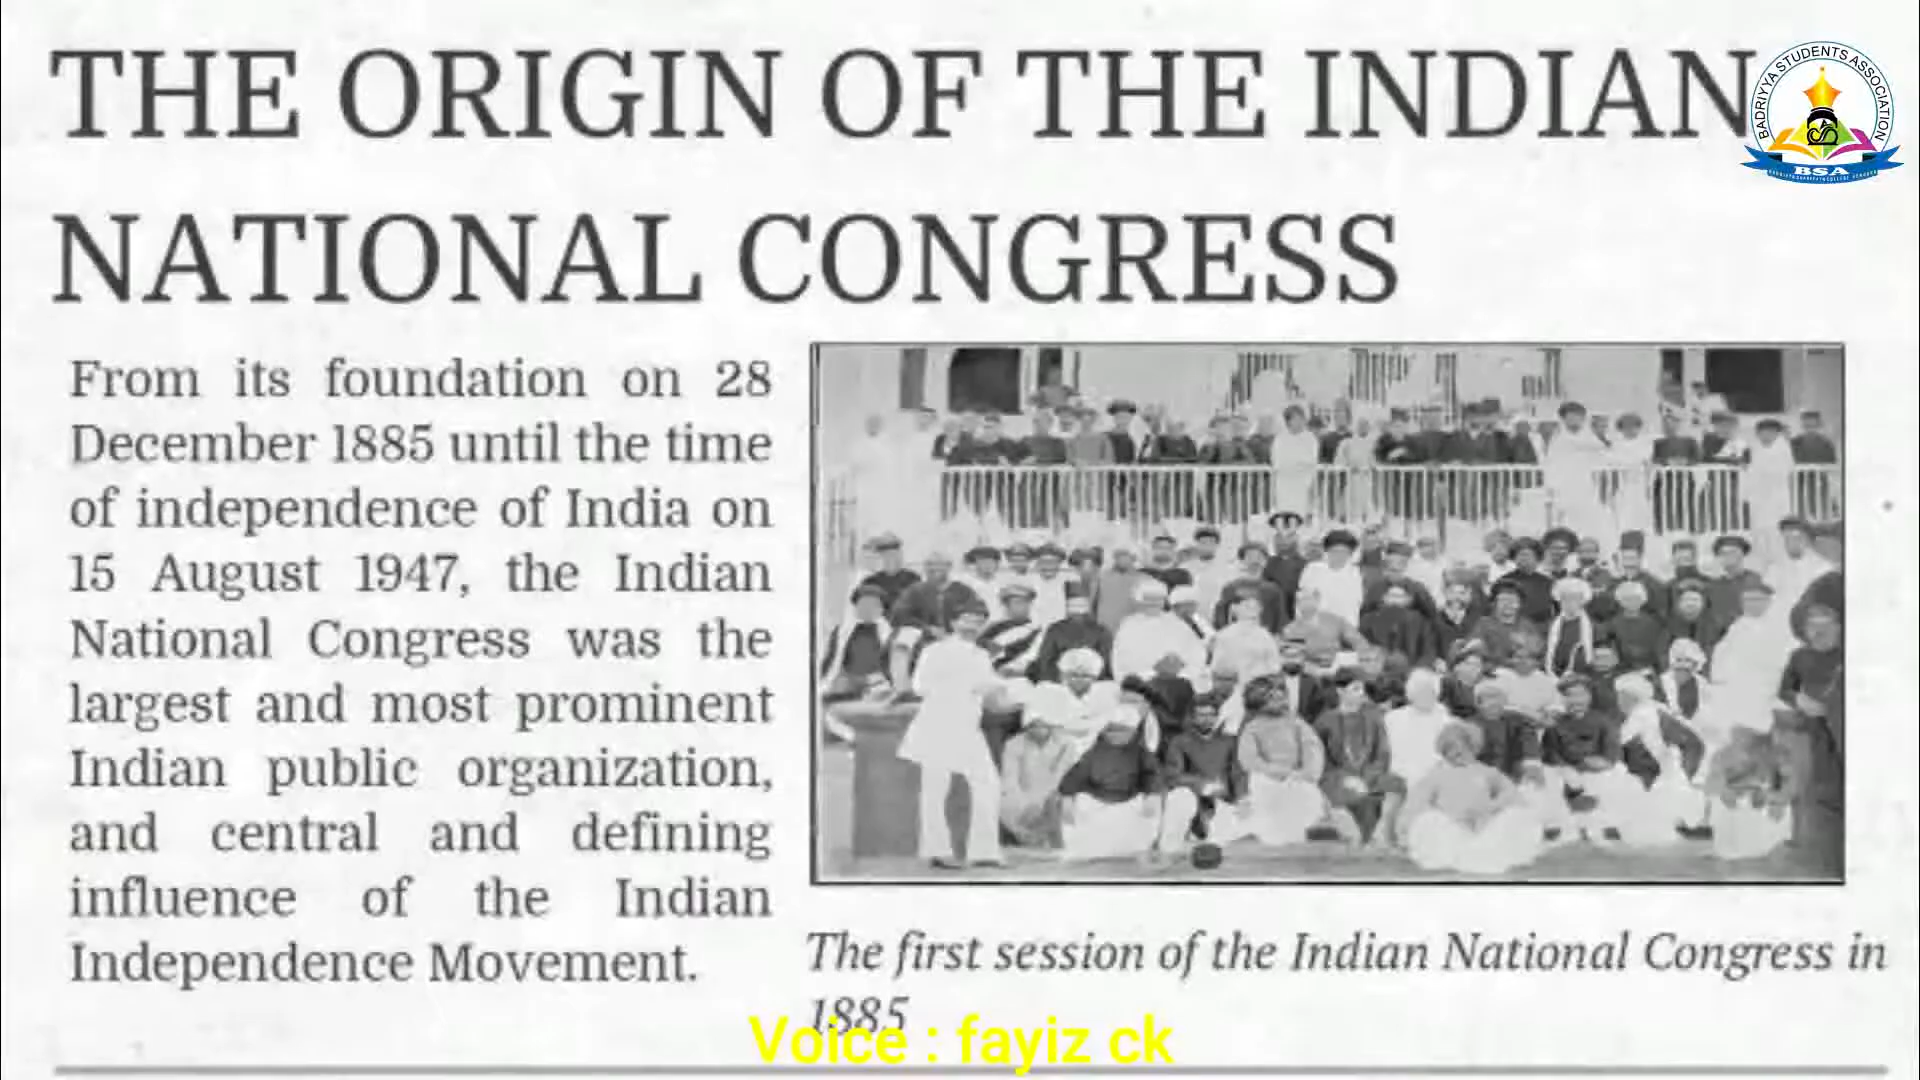 THE ORIGIN OF THE INDIAN
NATIONAL CONGRESS
BADRIYYA STUDENTS ASSOCIATION
BSA
From its foundation on 28
December 1885 until the time
of independence of India on
15 August 1947, the Indian
National Congress was the
largest and most prominent
Indian public organization,
and central and defining
influence of the Indian
Independence Movement.
The first session of the Indian National Congress in
1885
Voice : fayiz ck